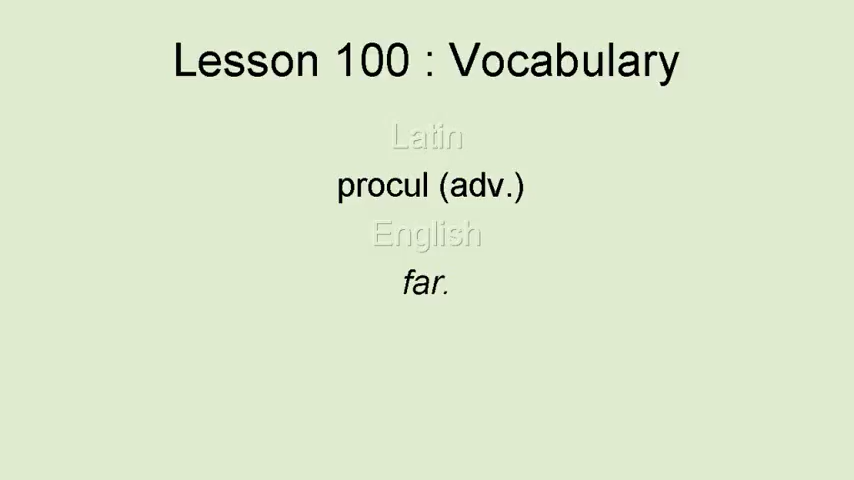 Lesson 100 : Vocabulary
Latin
procul (adv.)
English
far.